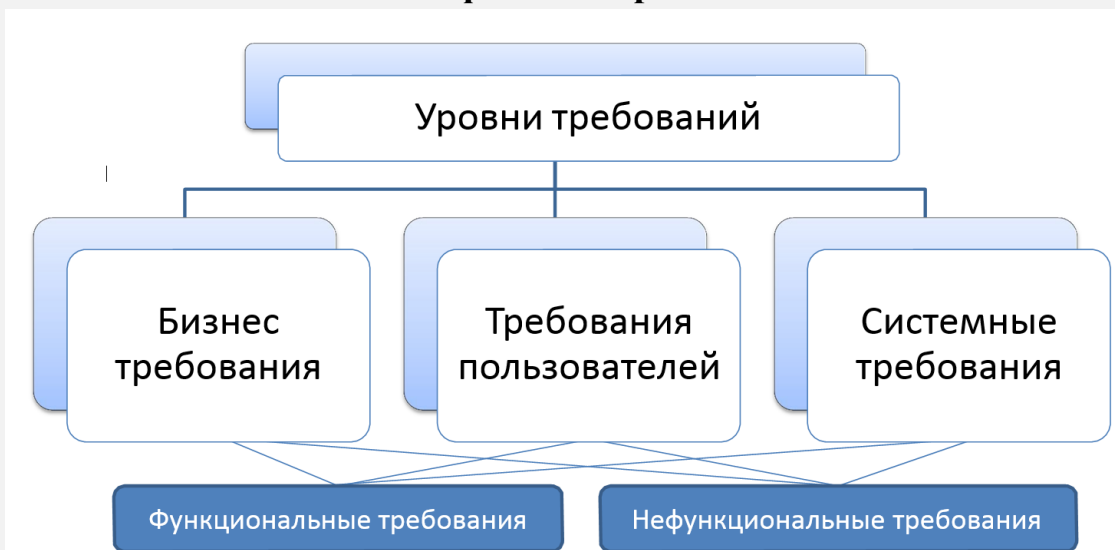 Уровни требований
Бизнес
требования
Требования
пользователей
Системные
требования
Функциональные требования
Нефункциональные требования